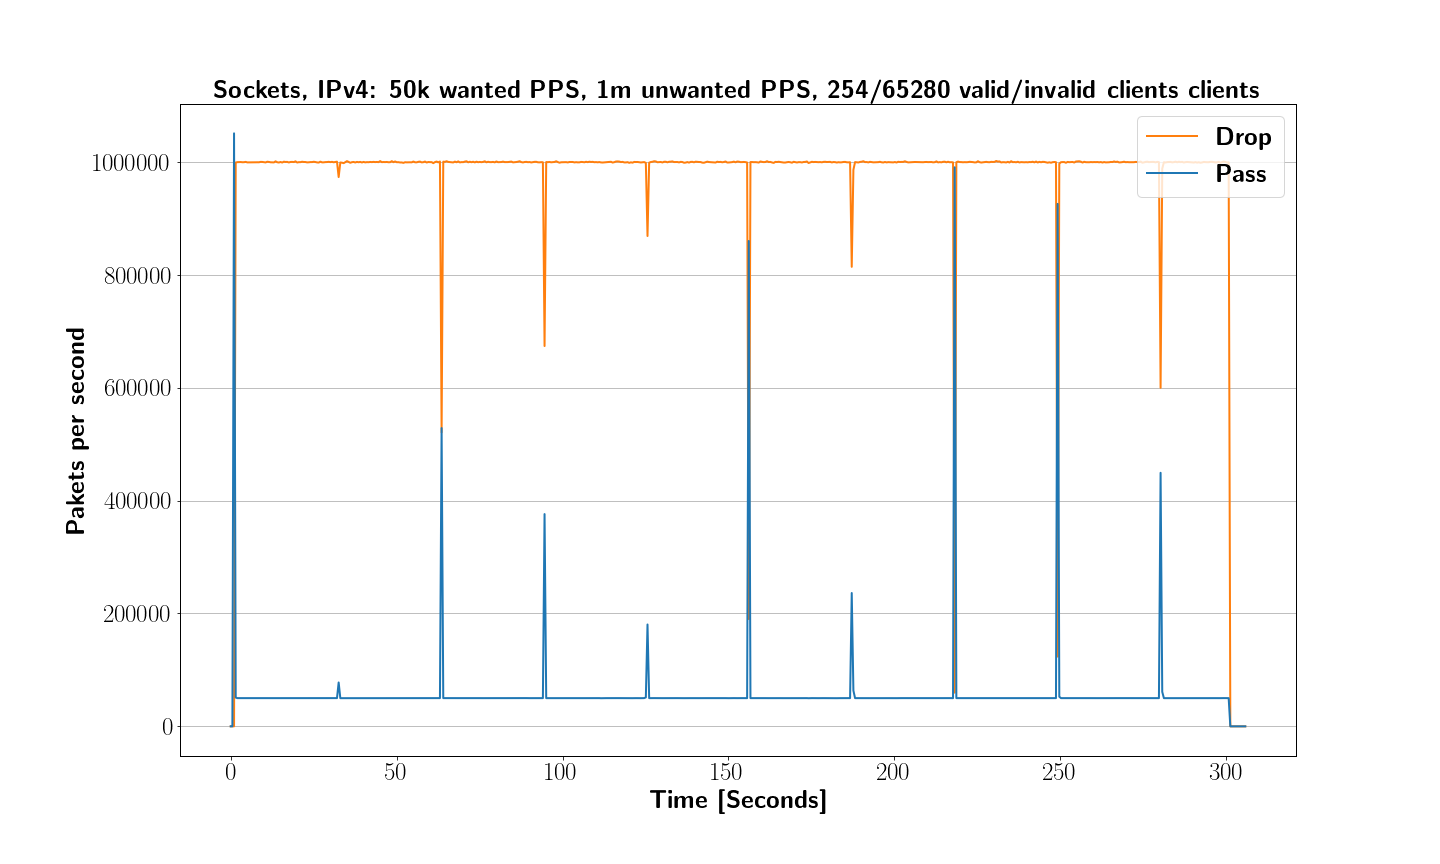 Sockets, IPv4: 50k wanted PPS, 1m unwanted PPS, 254/65280 valid/invalid clients clients
Drop
Pass
1000000
800000
600000
400000
200000
0
Pakets per second
0 50 100 150 200 250 300
Time [Seconds]